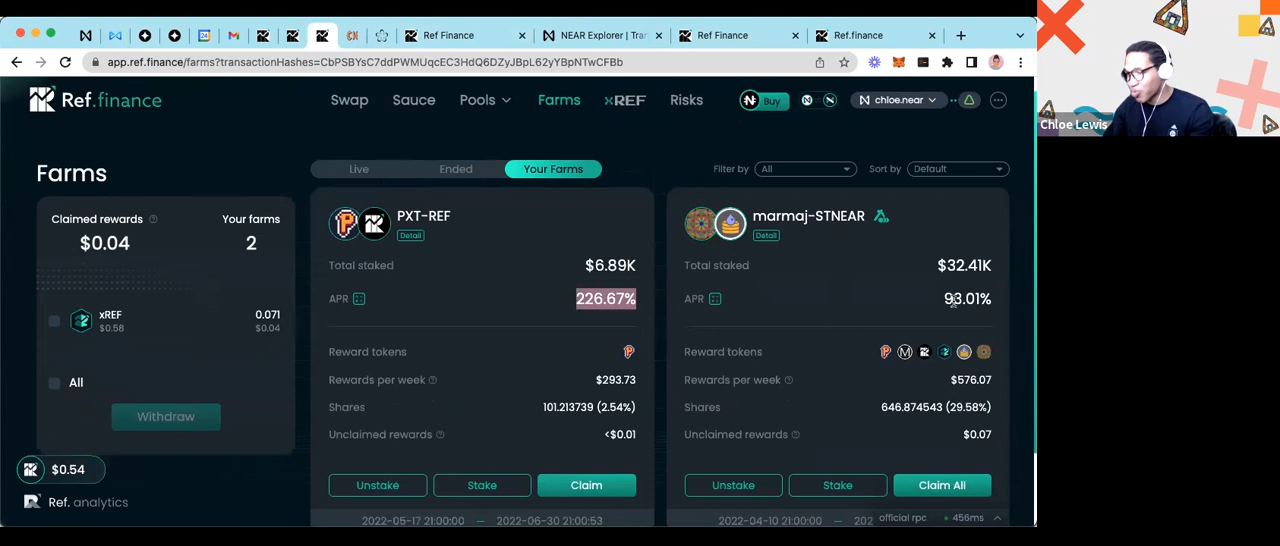 Ref Finance
NEAR Explorer | Tran
Ref Finance
Ref.finance
app.ref.finance/farms?transactionHashes=CbPSBYsC7ddPWMUqcEC3HdQ6DZyJBpL62yYBpNTwCFBb
Ref.finance
Swap
Sauce
Pools
Farms
xREF
Risks
Buy
chloe.near
Chloe Lewis
Farms
Live
Ended
Your Farms
Filter by
All
Sort by
Default
Claimed rewards
Your farms
$0.04
2
xREF
0.071
$0.58
$0.04
All
Withdraw
$0.54
Ref. analytics
PXT-REF
Detail
Total staked
$6.89K
APR
226.67%
Reward tokens
Rewards per week
$293.73
Shares
101.213739 (2.54%)
Unclaimed rewards
<$0.01
Unstake
Stake
Claim
2022-05-17 21:00:00 — 2022-06-30 21:00:53
marmaj-STNEAR
Detail
Total staked
$32.41K
APR
93.01%
Reward tokens
Rewards per week
$576.07
Shares
646.874543 (29.58%)
Unclaimed rewards
$0.07
Unstake
Stake
Claim All
2022-04-10 21:00:00 — 202
official rpc
456ms